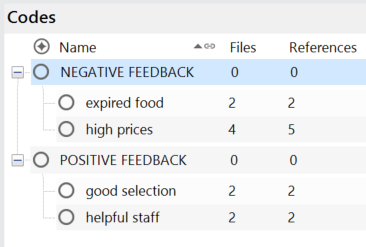 Codes
Name Files References
NEGATIVE FEEDBACK 0 0
expired food 2 2
high prices 4 5
POSITIVE FEEDBACK 0 0
good selection 2 2
helpful staff 2 2